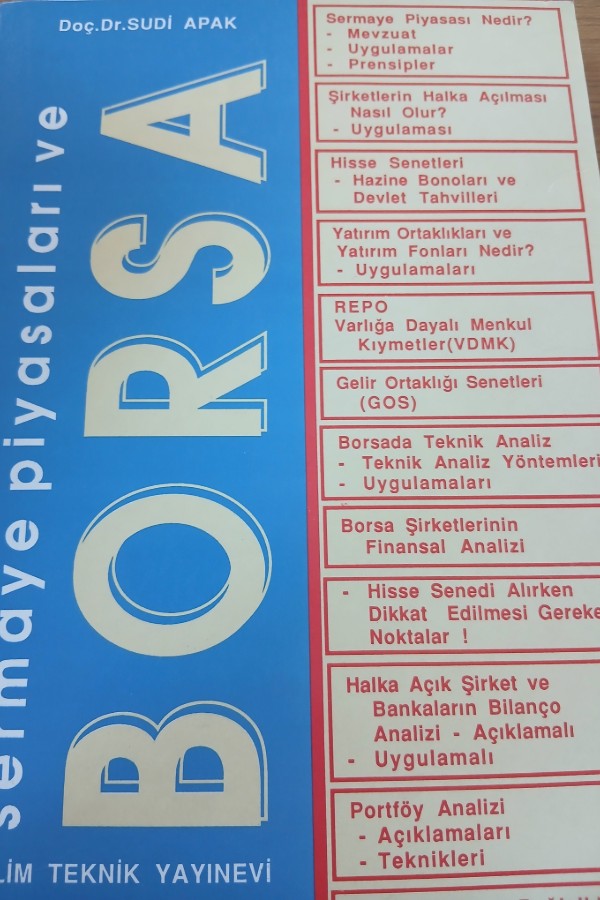 Doç.Dr.SUDİ APAK
sermaye piyasaları ve
BORSA
LİM TEKNİK YAYINEVİ
Sermaye Piyasası Nedir?
- Mevzuat
- Uygulamalar
- Prensipler
Şirketlerin Halka Açılması
Nasıl Olur?
- Uygulaması
Hisse Senetleri
- Hazine Bonoları ve
Devlet Tahvilleri
Yatırım Ortaklıkları ve
Yatırım Fonları Nedir?
- Uygulamaları
REPO
Varlığa Dayalı Menkul
Kıymetler(VDMK)
Gelir Ortaklığı Senetleri
(GOS)
Borsada Teknik Analiz
- Teknik Analiz Yöntemleri
- Uygulamaları
Borsa Şirketlerinin
Finansal Analizi
- Hisse Senedi Alırken
Dikkat Edilmesi Gereke
Noktalar !
Halka Açık Şirket ve
Bankaların Bilanço
Analizi - Açıklamalı
- Uygulamalı
Portföy Analizi
- Açıklamaları
- Teknikleri